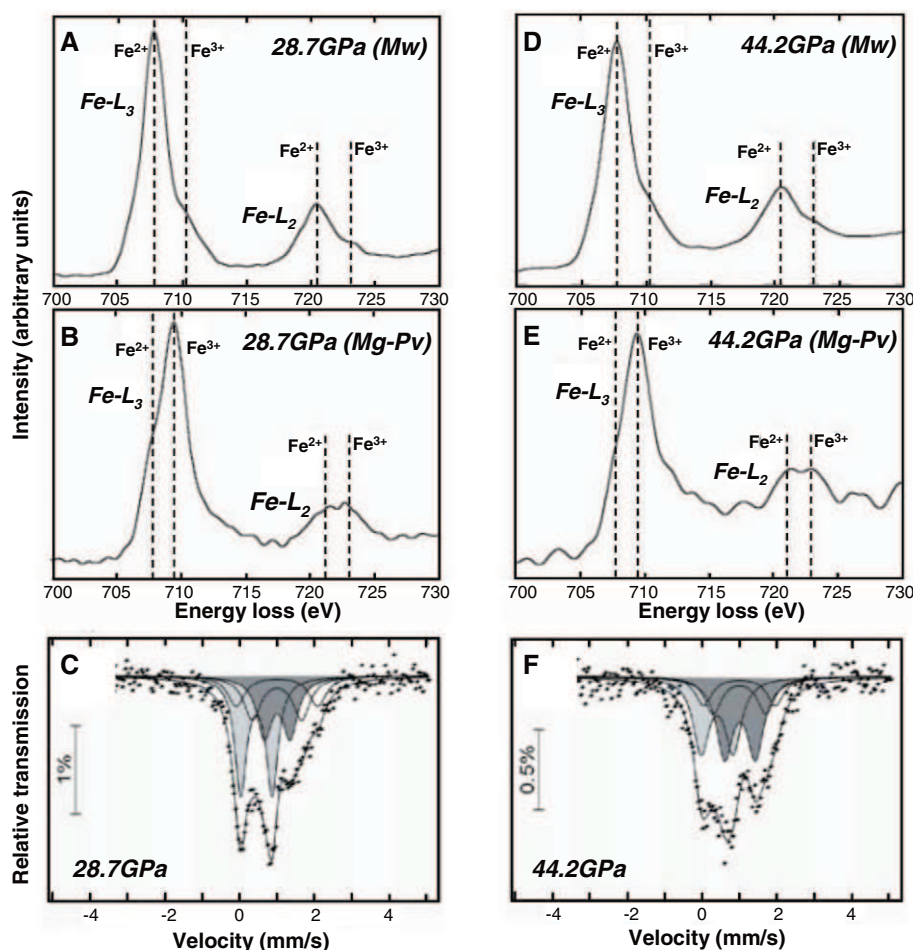 Intensity (arbitrary units)
A
28.7GPa (Mw)
Fe2+
Fe3+
Fe-L3
Fe2+
Fe3+
Fe-L2
700 705 710 715 720 725 730
D
44.2GPa (Mw)
Fe2+
Fe3+
Fe-L3
Fe2+
Fe3+
Fe-L2
700 705 710 715 720 725 730
B
28.7GPa (Mg-Pv)
Fe2+
Fe3+
Fe-L3
Fe2+
Fe3+
Fe-L2
700 705 710 715 720 725 730
Energy loss (eV)
E
44.2GPa (Mg-Pv)
Fe2+
Fe3+
Fe-L3
Fe2+
Fe3+
Fe-L2
700 705 710 715 720 725 730
Energy loss (eV)
Relative transmission
C
1%
28.7GPa
-4 -2 0 2 4
Velocity (mm/s)
F
0.5%
44.2GPa
-4 -2 0 2 4
Velocity (mm/s)